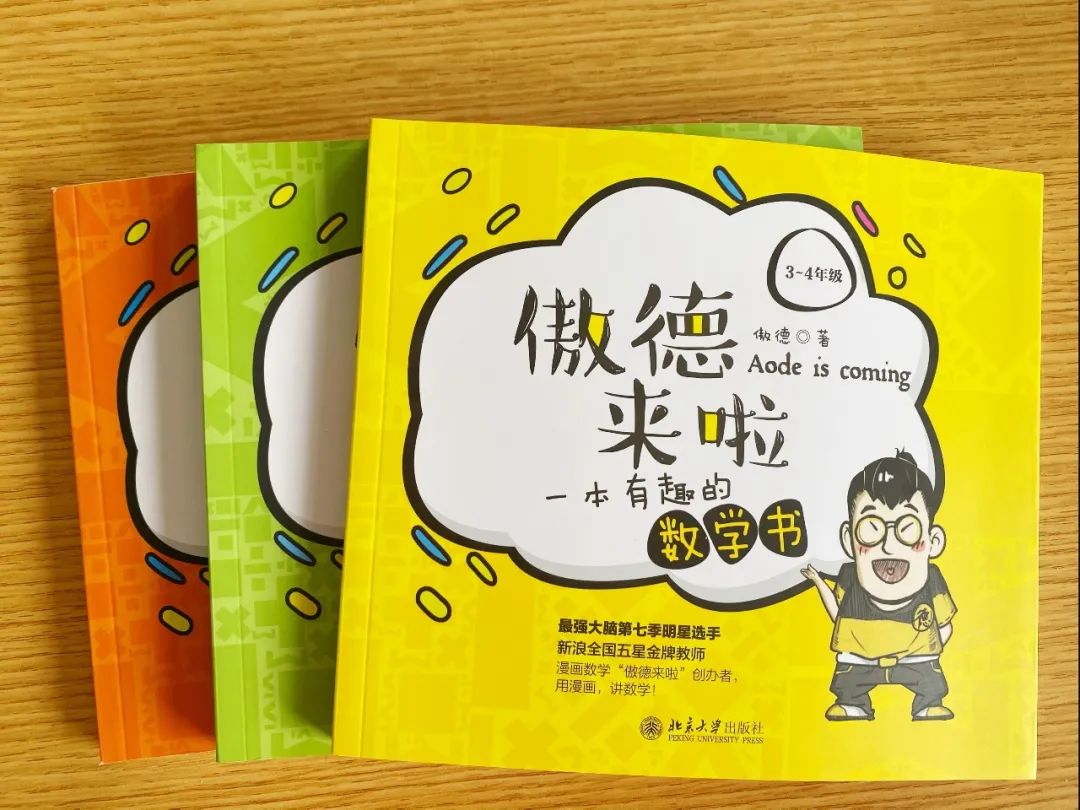 3~4年级
傲德 傲德◎著
Aode is coming
来啦
一本有趣的
数学书
最强大脑第七季明星选手
新浪全国五星金牌教师
漫画数学“傲德来啦”创办者，
用漫画，讲数学！
德
北京大学出版社
PEKING UNIVERSITY PRESS